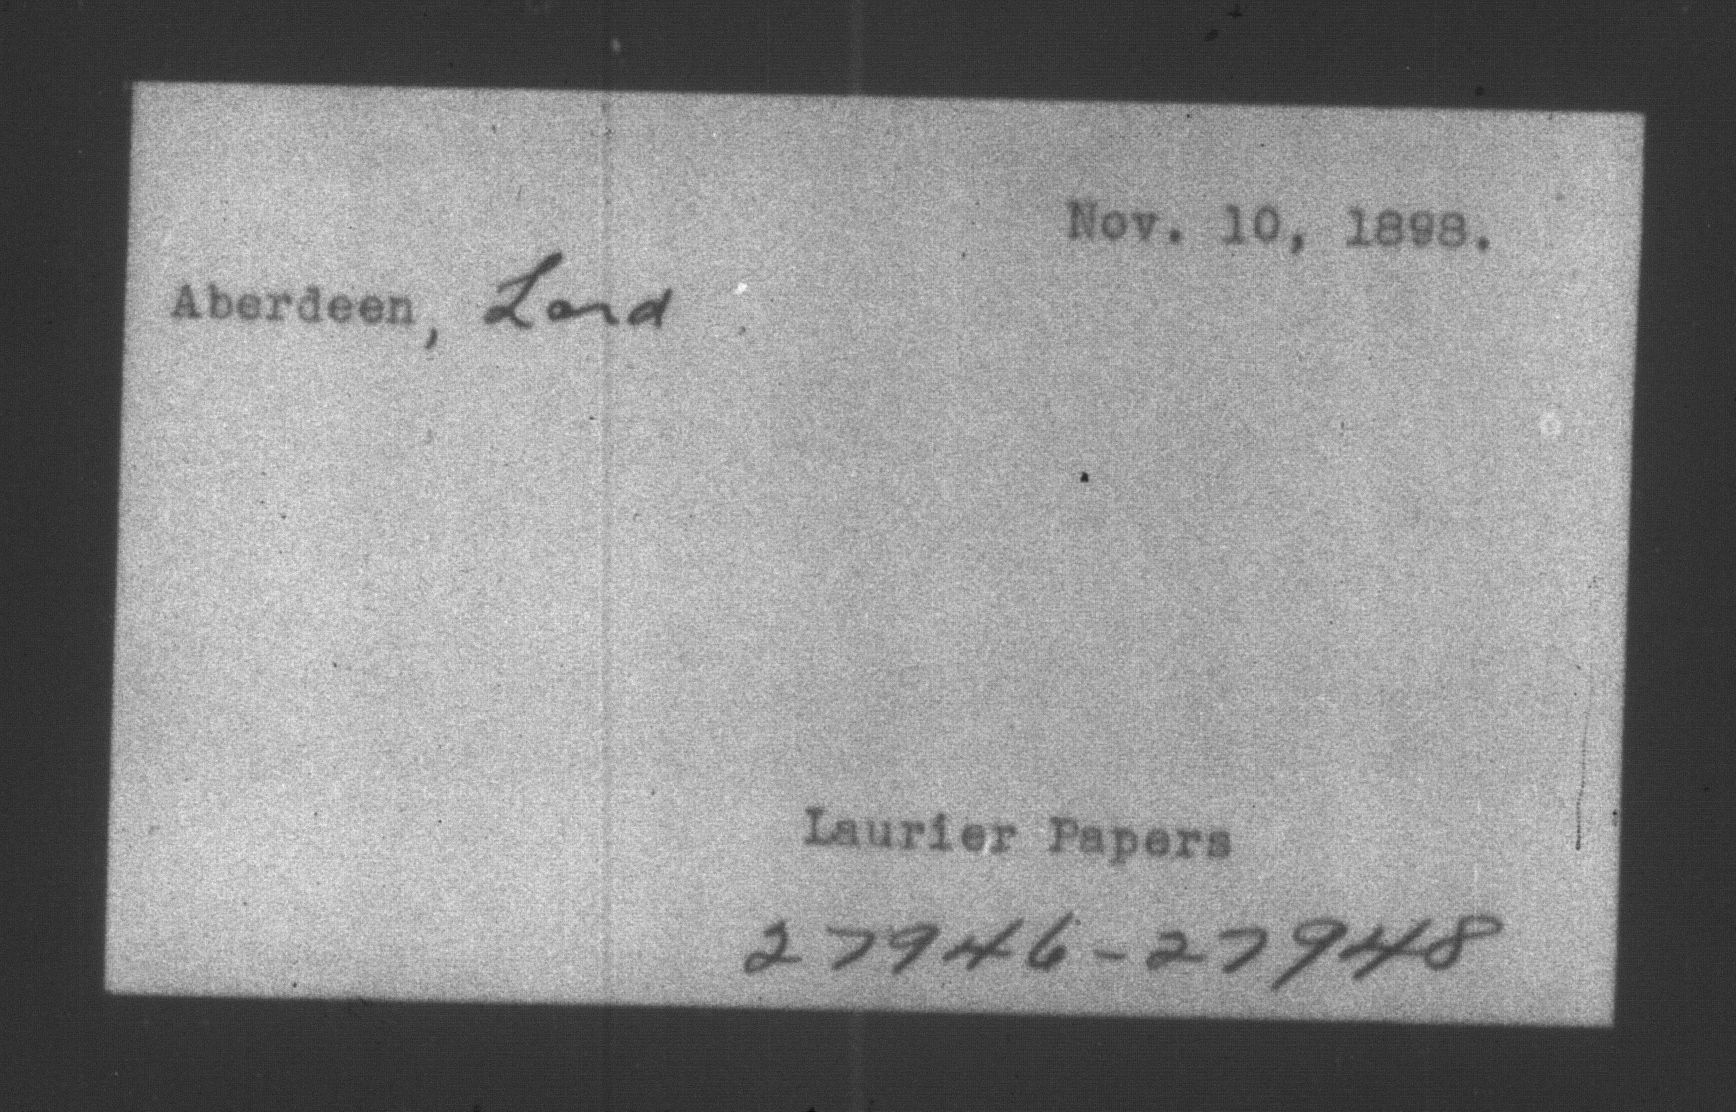 Nov. 10, 1898.
Aberdeen, Lord
Laurier Papers
27946-27948